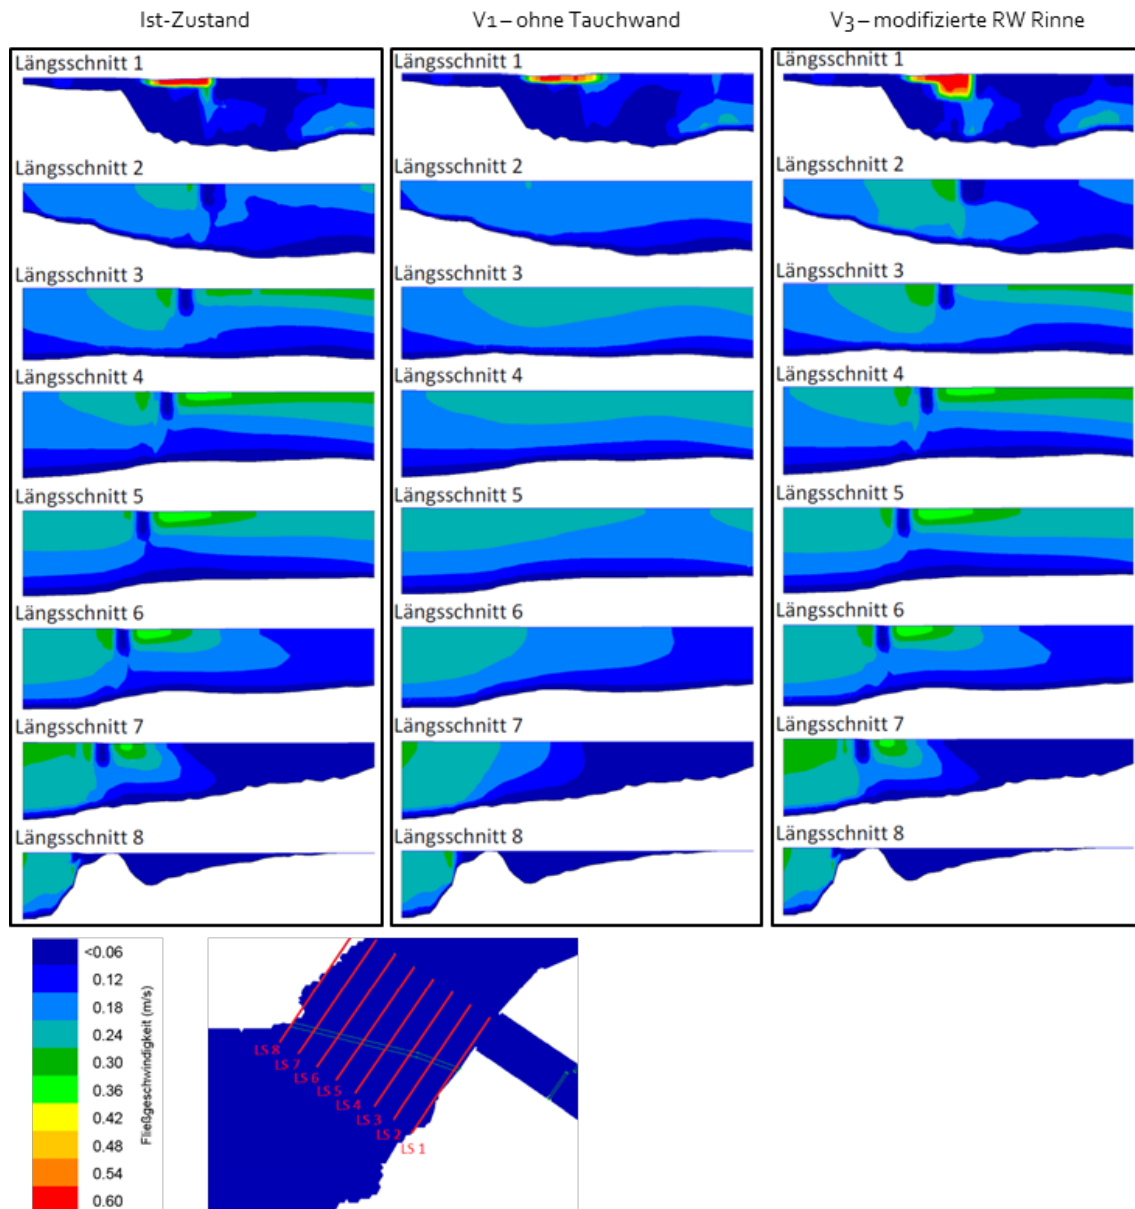 Ist-Zustand
V1 – ohne Tauchwand
V3 – modifizierte RW Rinne
Längsschnitt 1
Längsschnitt 2
Längsschnitt 3
Längsschnitt 4
Längsschnitt 5
Längsschnitt 6
Längsschnitt 7
Längsschnitt 8
Längsschnitt 1
Längsschnitt 2
Längsschnitt 3
Längsschnitt 4
Längsschnitt 5
Längsschnitt 6
Längsschnitt 7
Längsschnitt 8
Längsschnitt 1
Längsschnitt 2
Längsschnitt 3
Längsschnitt 4
Längsschnitt 5
Längsschnitt 6
Längsschnitt 7
Längsschnitt 8
<0.06
0.12
0.18
0.24
0.30
0.36
0.42
0.48
0.54
0.60
Fließgeschwindigkeit (m/s)
LS 8
LS 7
LS 6
LS 5
LS 4
LS 3
LS 2
LS 1